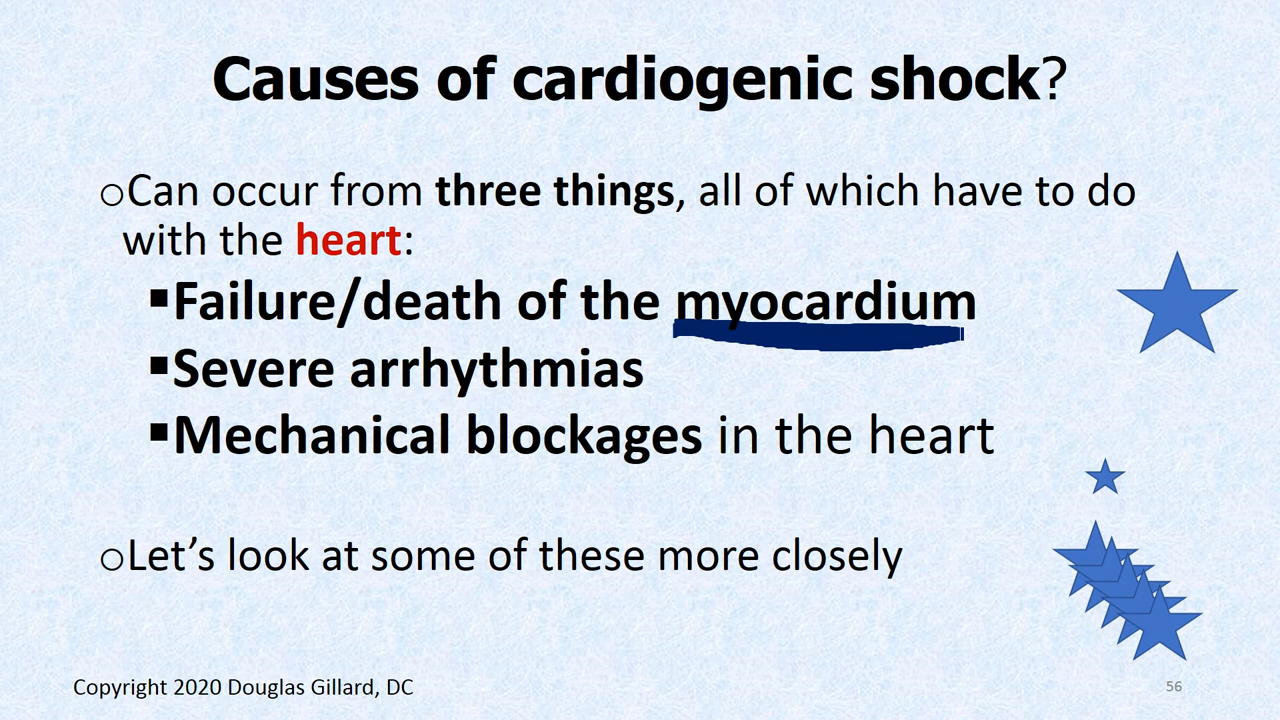 Causes of cardiogenic shock?
oCan occur from three things, all of which have to do
with the heart:
▪Failure/death of the myocardium
▪Severe arrhythmias
▪Mechanical blockages in the heart
oLet’s look at some of these more closely
Copyright 2020 Douglas Gillard, DC
56